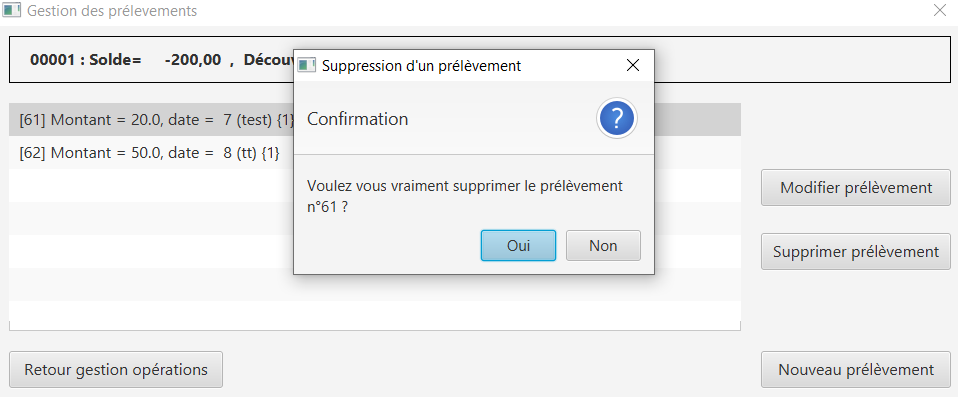 Gestion des prélevements
00001 : Solde= -200,00 , Découv
Suppression d'un prélèvement
Confirmation
?
Voulez vous vraiment supprimer le prélèvement
n°61 ?
Oui Non
[61] Montant = 20.0, date = 7 (test) {1}
[62] Montant = 50.0, date = 8 (tt) {1}
Modifier prélèvement
Supprimer prélèvement
Retour gestion opérations
Nouveau prélèvement